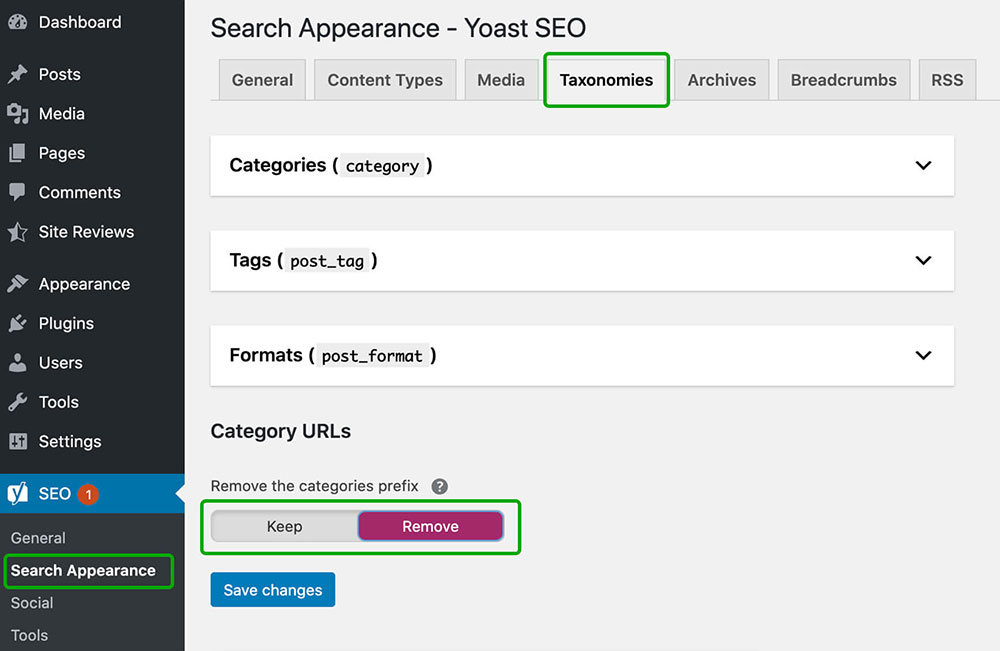 Dashboard
Posts
Media
Pages
Comments
Site Reviews
Appearance
Plugins
Users
Tools
Settings
SEO 1
General
Search Appearance
Social
Tools
Search Appearance - Yoast SEO
General Content Types Media Taxonomies Archives Breadcrumbs RSS
Categories ( category )
Tags ( post_tag )
Formats ( post_format )
Category URLs
Remove the categories prefix ?
Keep Remove
Save changes